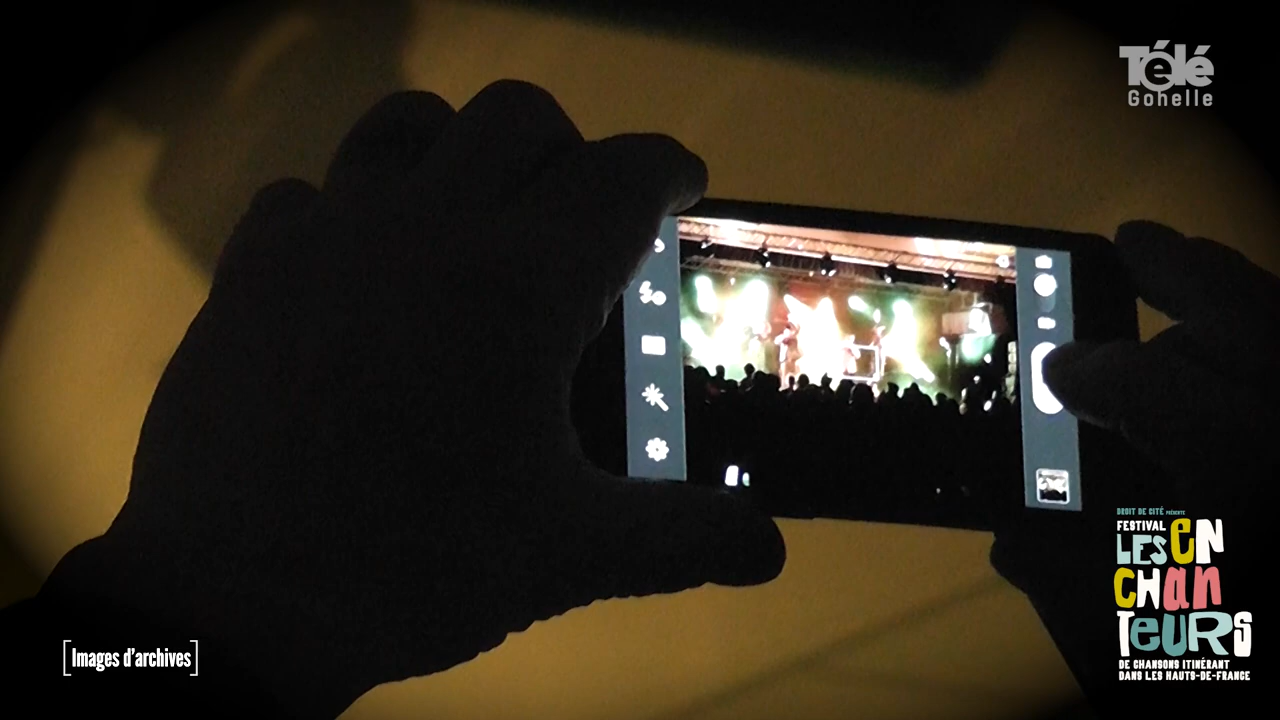 Télé
Gohelle
DROIT DE CITÉ PRÉSENTE
FESTIVAL
LES EN
CHAN
TEURS
DE CHANSONS ITINÉRANT
DANS LES HAUTS-DE-FRANCE
[Images d'archives]